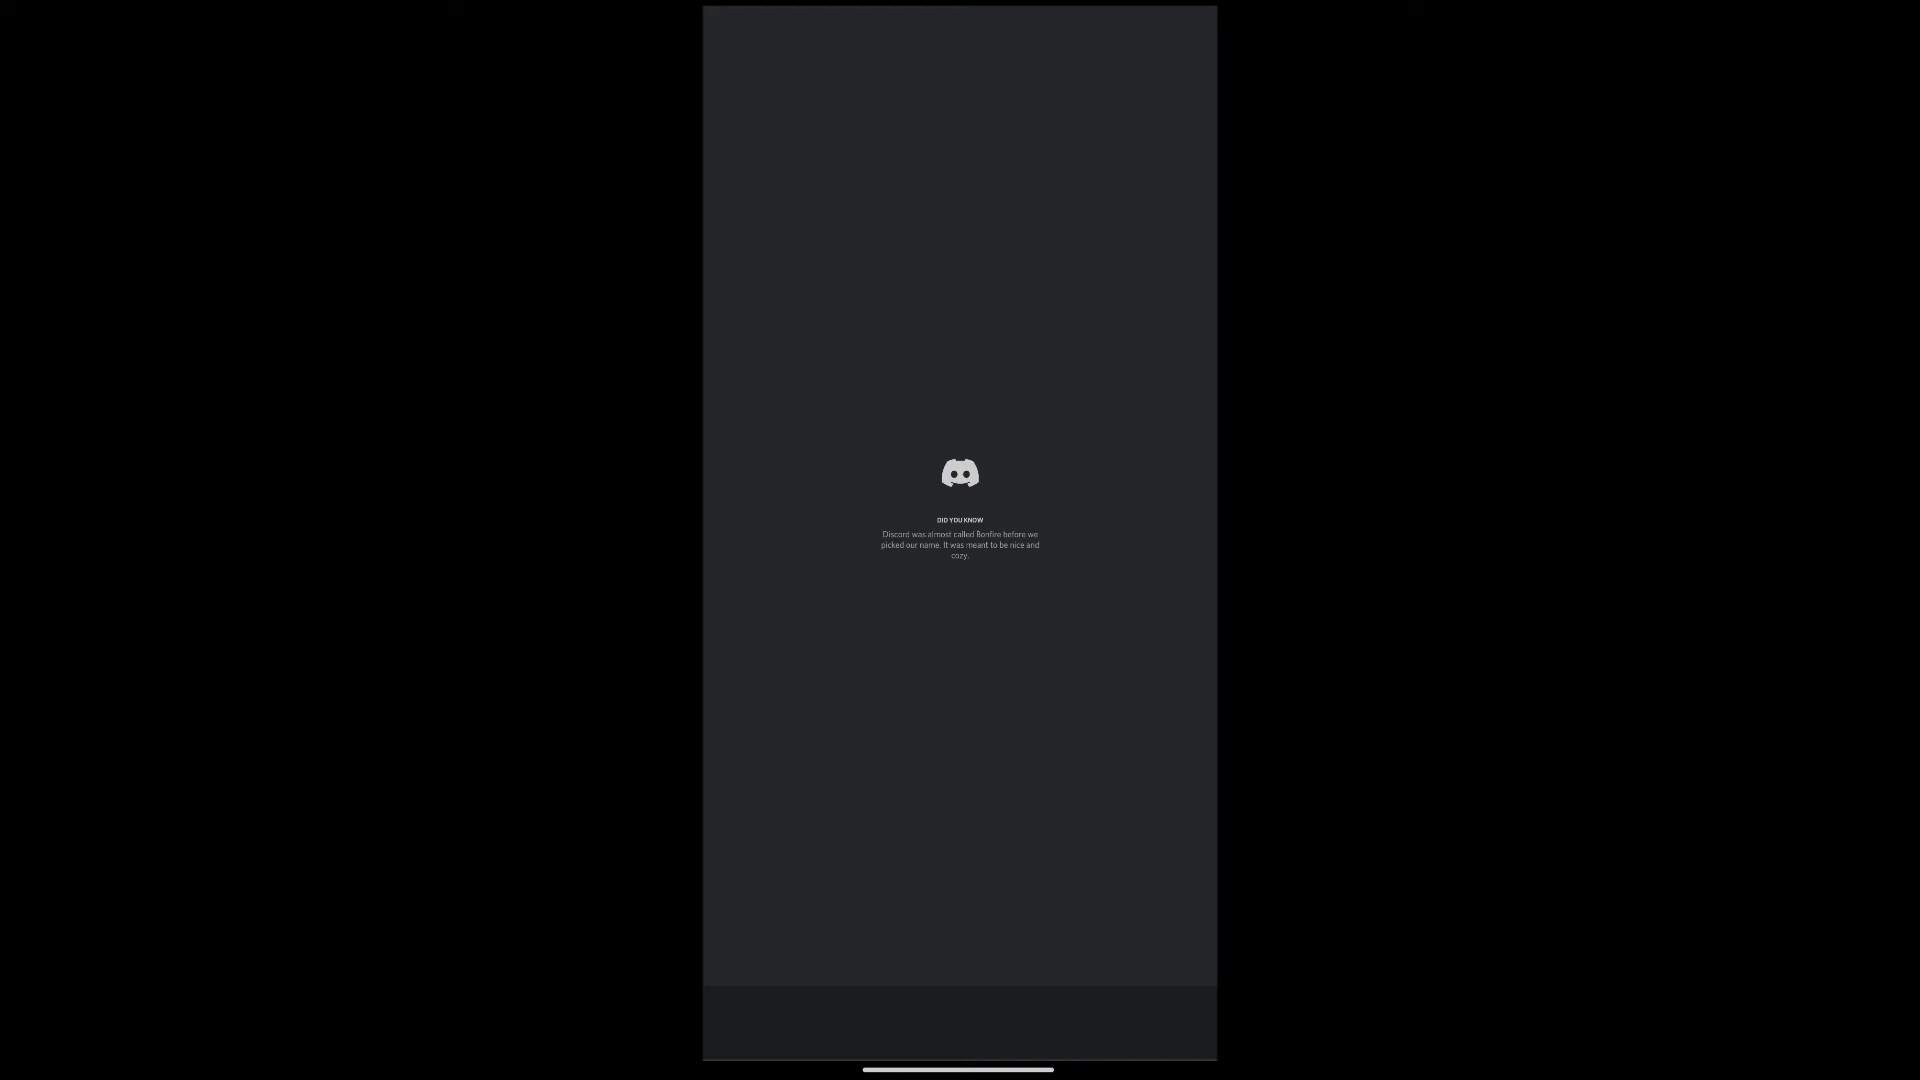 DID YOU KNOW
Discord was almost called Bonfire before we
picked our name. It was meant to be nice and
cozy.